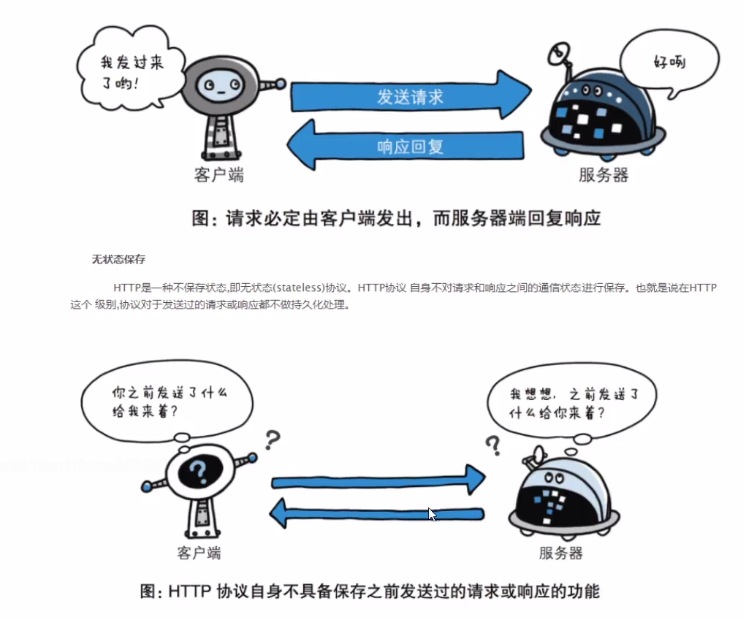 我发过来
了哟!
好咧
发送请求
响应回复
客户端
服务器
图: 请求必定由客户端发出，而服务器端回复响应
无状态保存
HTTP是一种不保存状态,即无状态(stateless)协议。HTTP协议 自身不对请求和响应之间的通信状态进行保存。也就是说在HTTP
这个 级别,协议对于发送过的请求或响应都不做持久化处理。
你之前发送了什么
给我来着?
我想想，之前发送了
什么给你来着?
?
?
?
客户端
服务器
图: HTTP 协议自身不具备保存之前发送过的请求或响应的功能